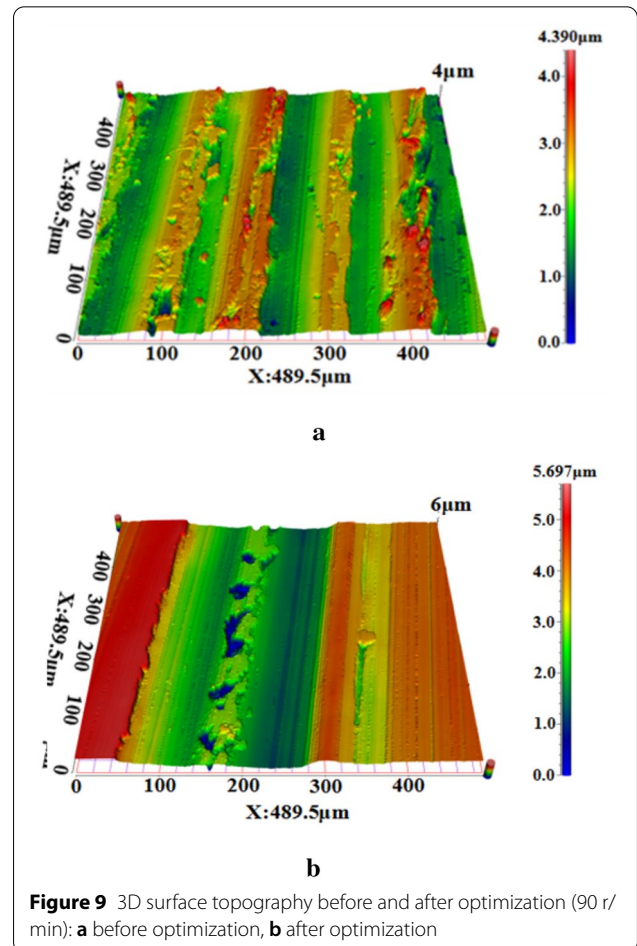 4.390μm
4μm
4.0
3.0
2.0
1.0
0.0
400
300
200
100
0
X:489.5μm
0 100 200 300 400
X:489.5μm
a
5.697μm
6μm
5.0
4.0
3.0
2.0
1.0
0.0
400
300
200
100
0
X:489.5μm
0 100 200 300 400
X:489.5μm
b
Figure 9 3D surface topography before and after optimization (90 r/
min): a before optimization, b after optimization